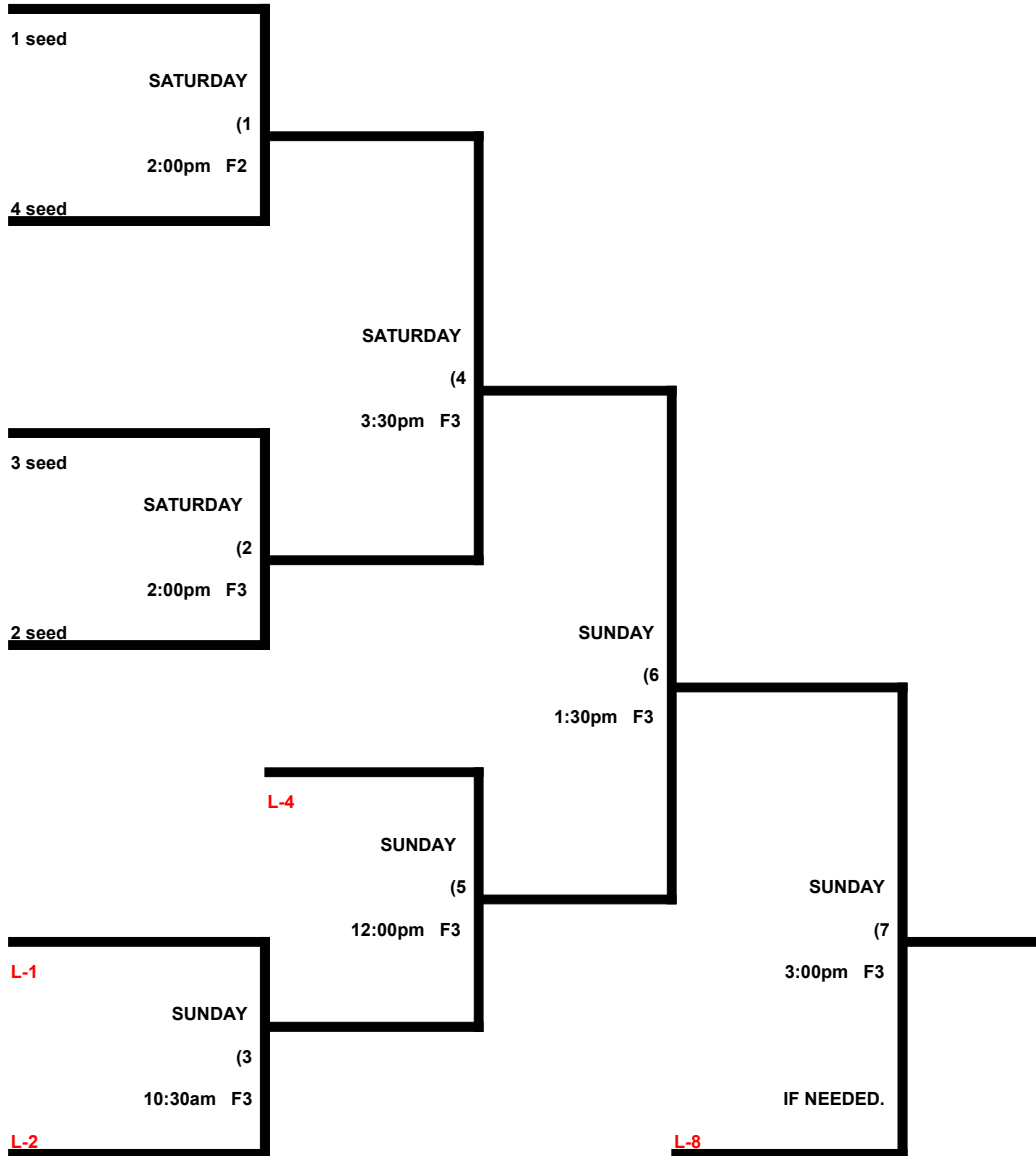 1 seed
SATURDAY
(1
2:00pm F2
4 seed
SATURDAY
(4
3:30pm F3
3 seed
SATURDAY
(2
2:00pm F3
2 seed
SUNDAY
(6
1:30pm F3
L-4
SUNDAY
(5
12:00pm F3
SUNDAY
(7
3:00pm F3
L-1
SUNDAY
(3
10:30am F3
IF NEEDED.
L-2
L-8